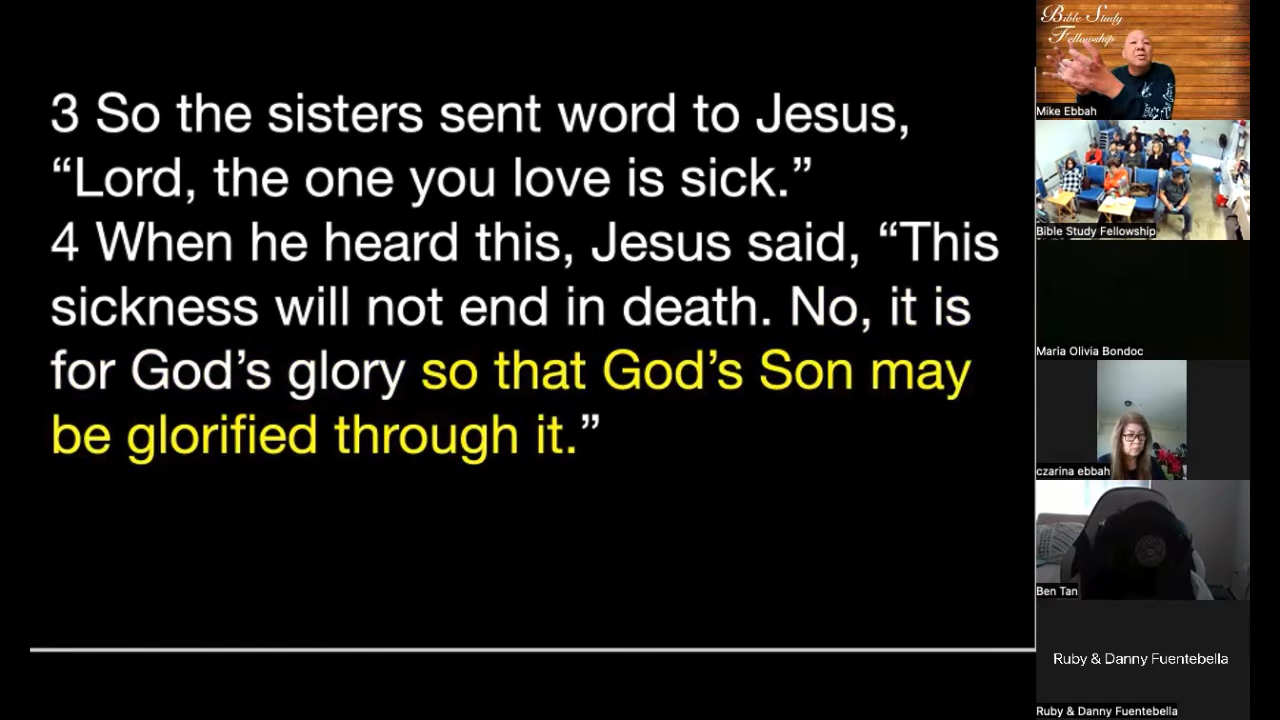 3 So the sisters sent word to Jesus,
“Lord, the one you love is sick.”
4 When he heard this, Jesus said, “This
sickness will not end in death. No, it is
for God’s glory so that God’s Son may
be glorified through it.”
Bible Study
Fellowship
Mike Ebbah
Bible Study Fellowship
Maria Olivia Bondoc
czarina ebbah
Ben Tan
Ruby & Danny Fuentebella
Ruby & Danny Fuentebella